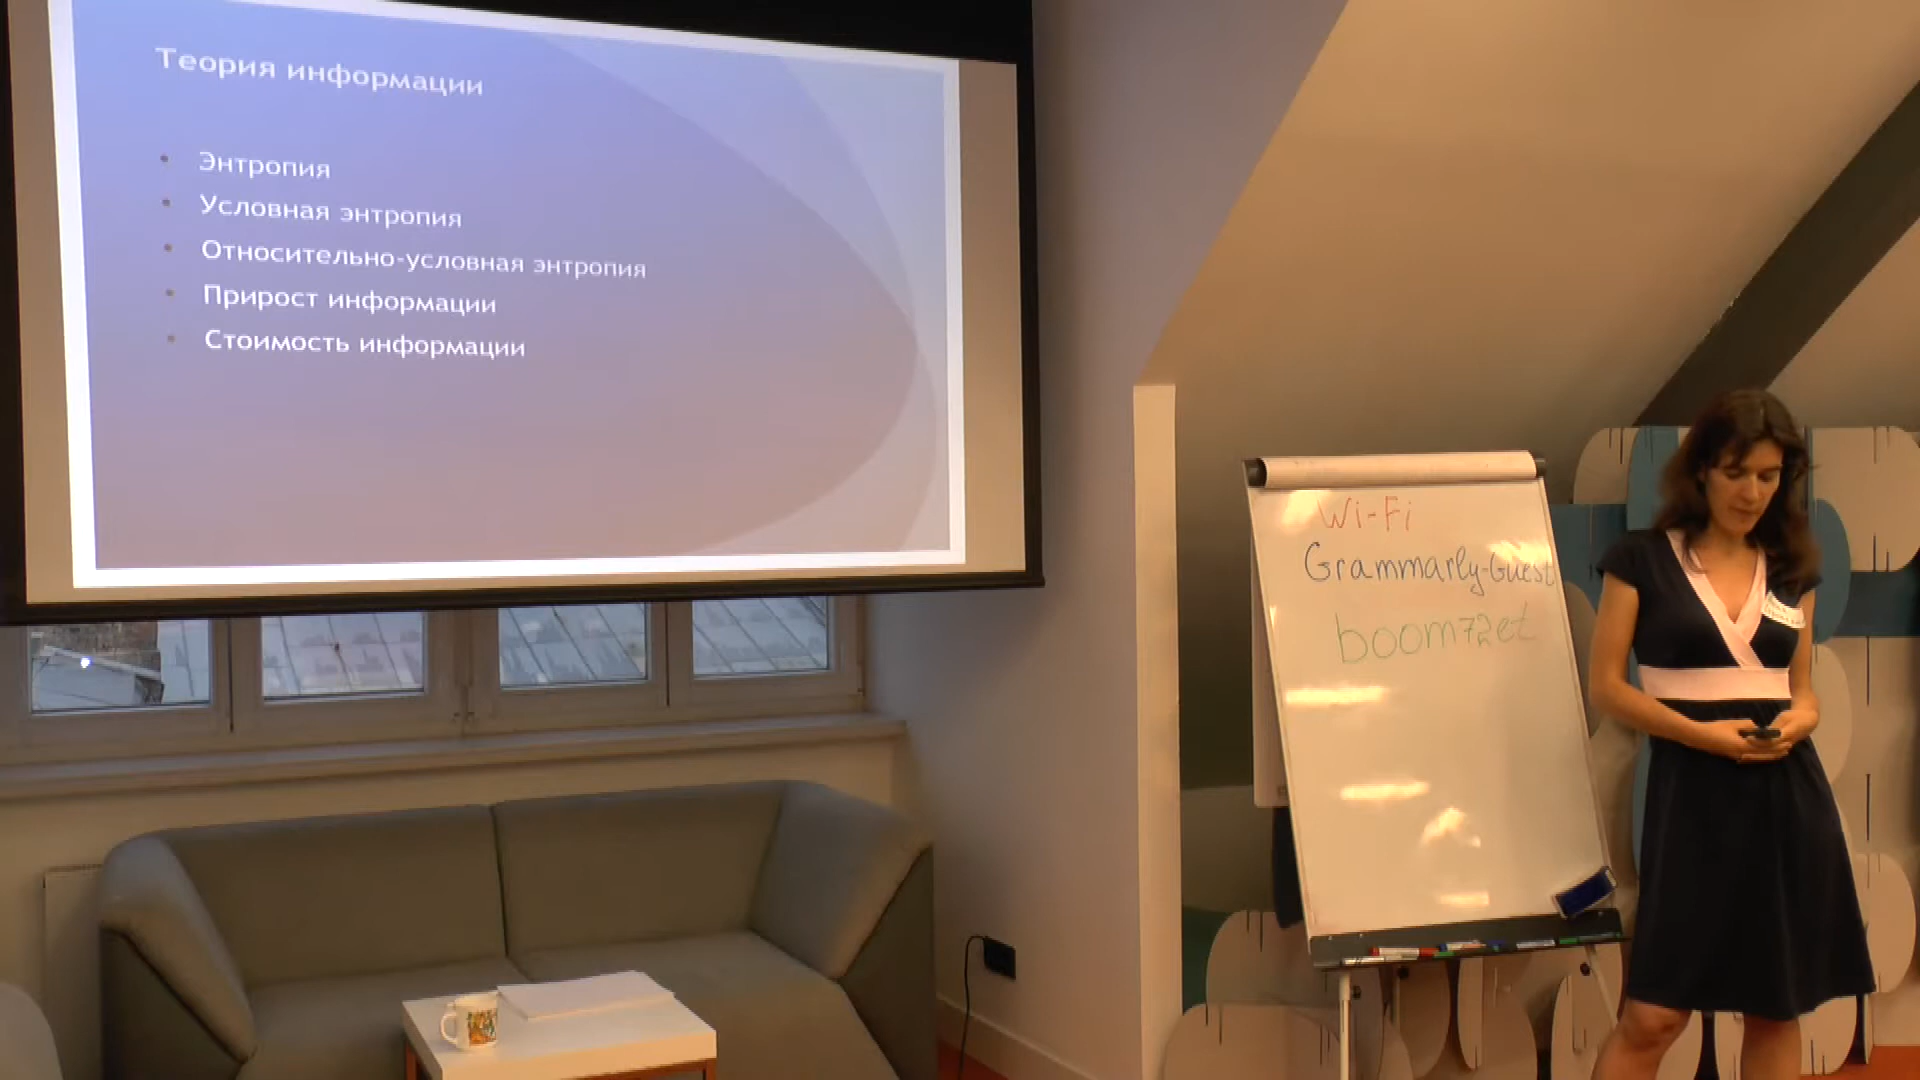 Теория информации
Энтропия
Условная энтропия
Относительно-условная энтропия
Прирост информации
Стоимость информации
Wi-Fi
Grammarly-Guest
boom72et